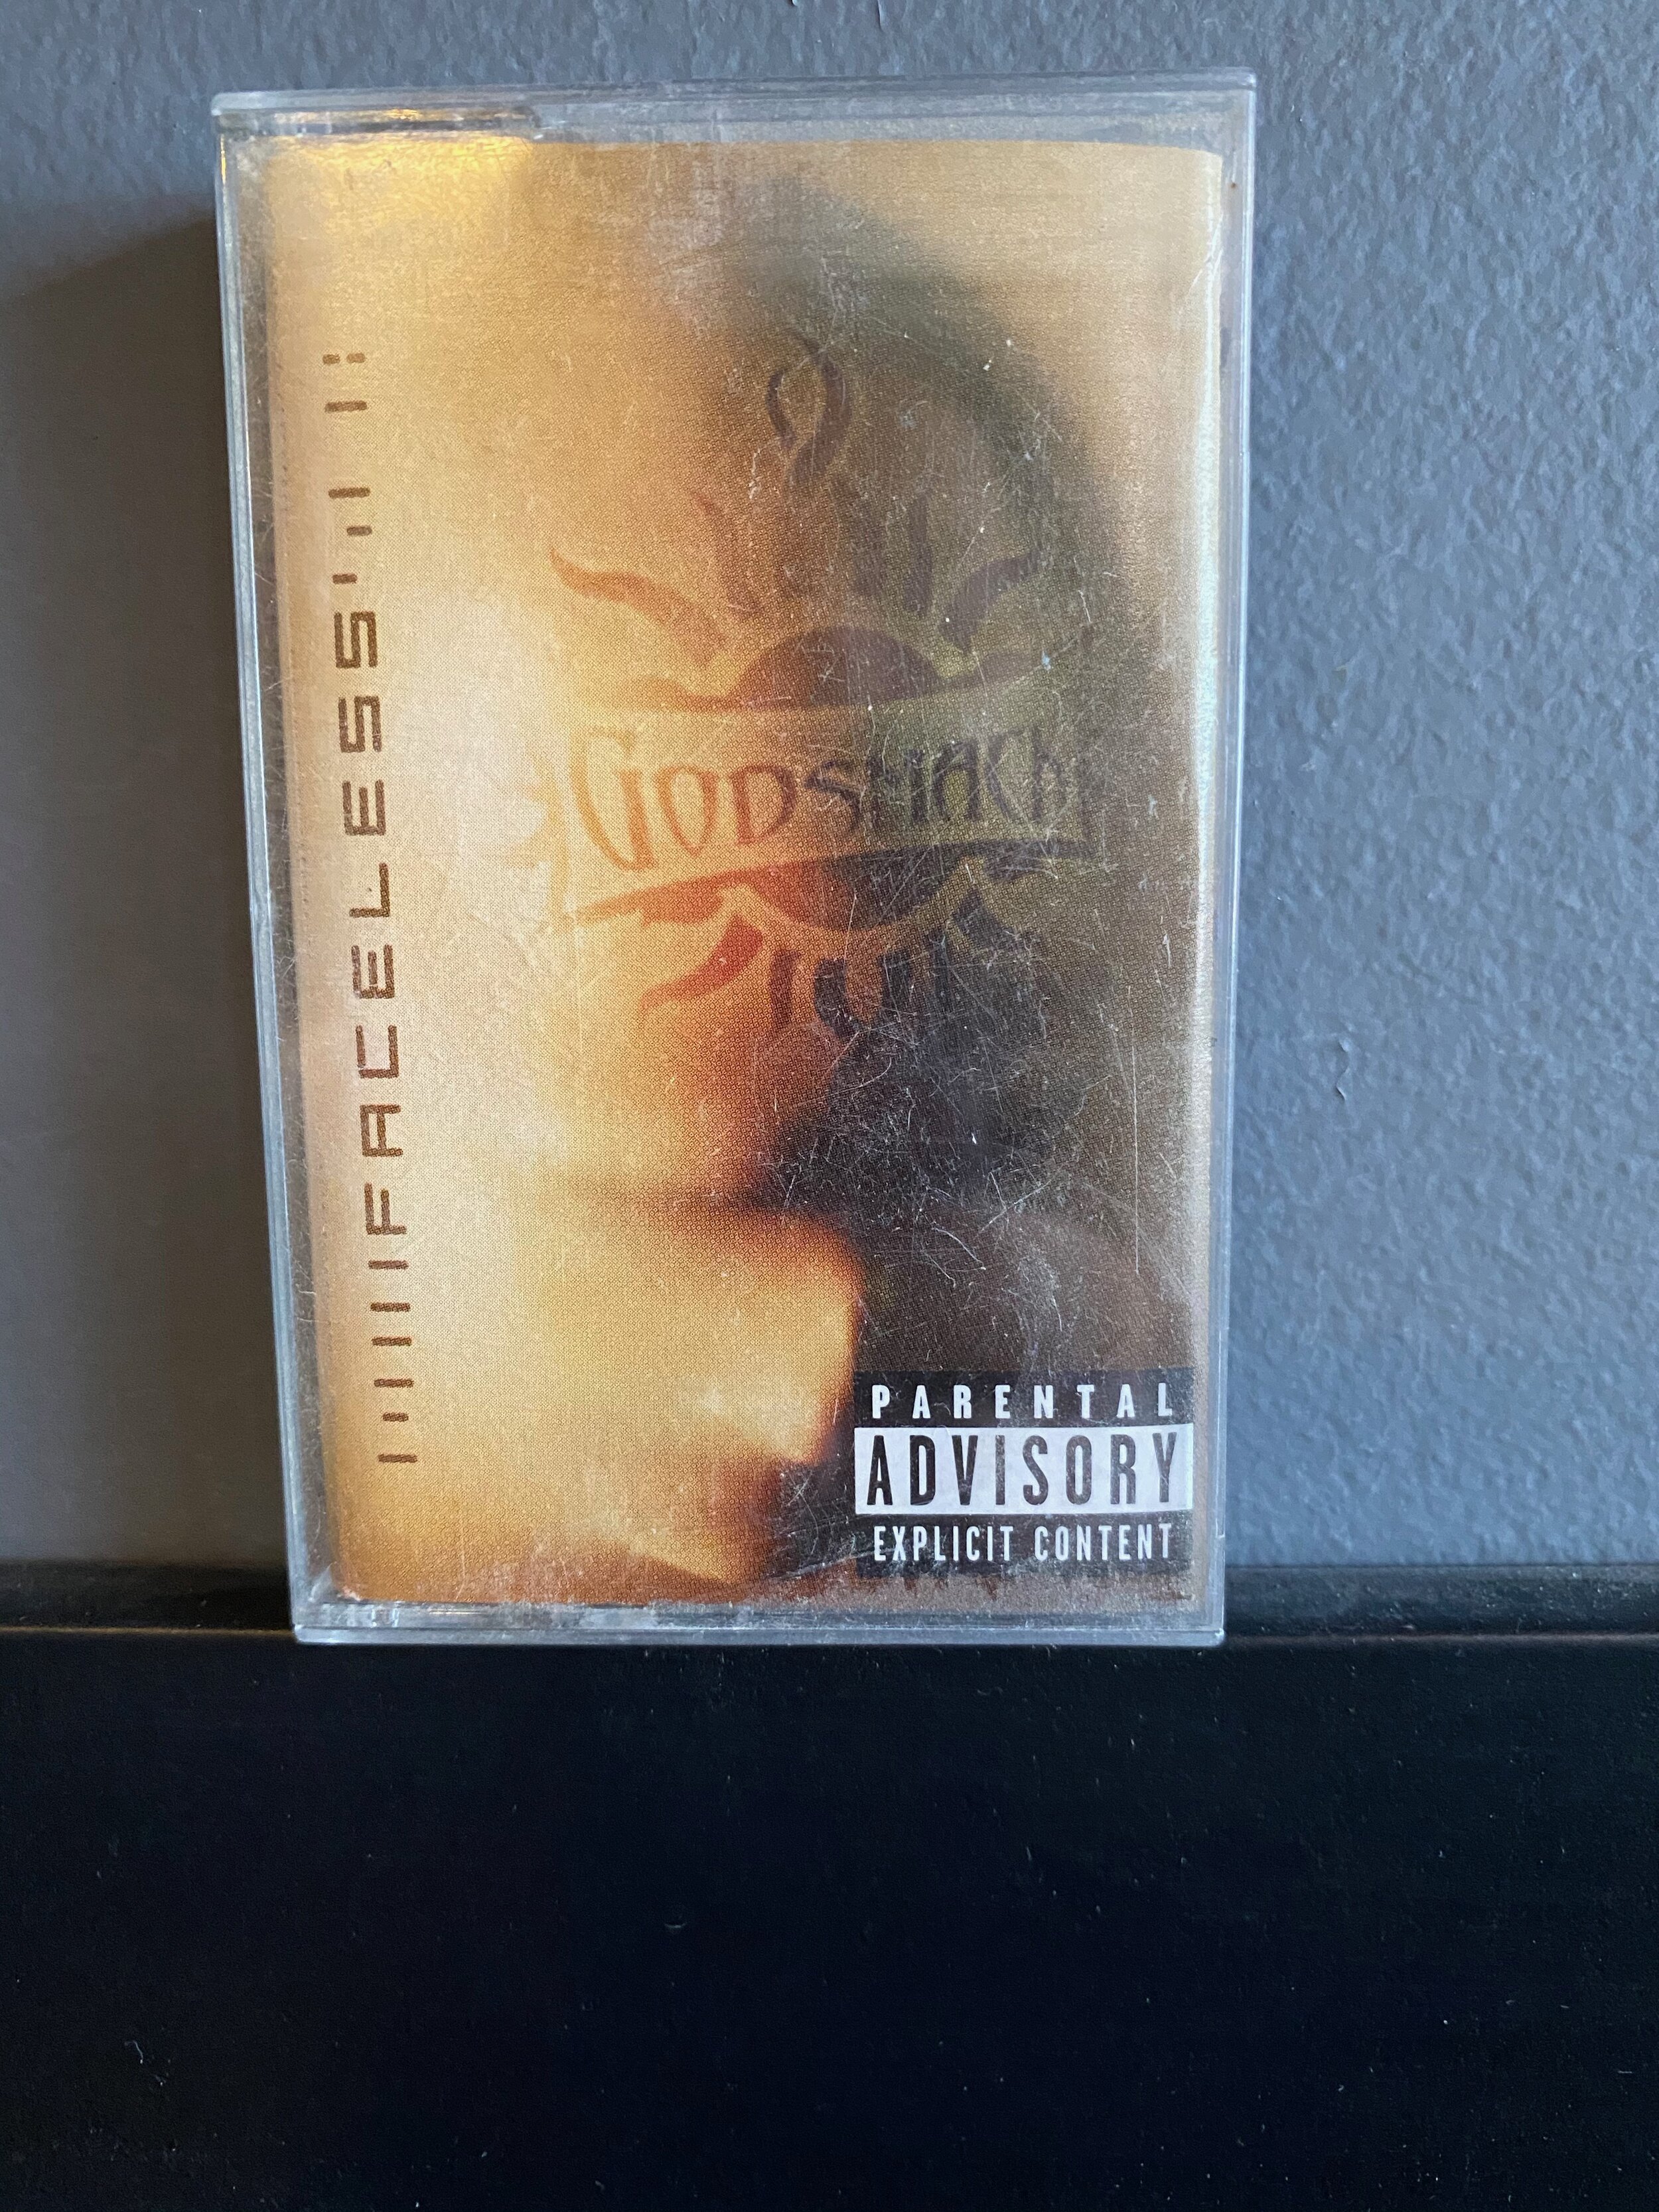 FACELESS
GODSMACK
PARENTAL
ADVISORY
EXPLICIT CONTENT